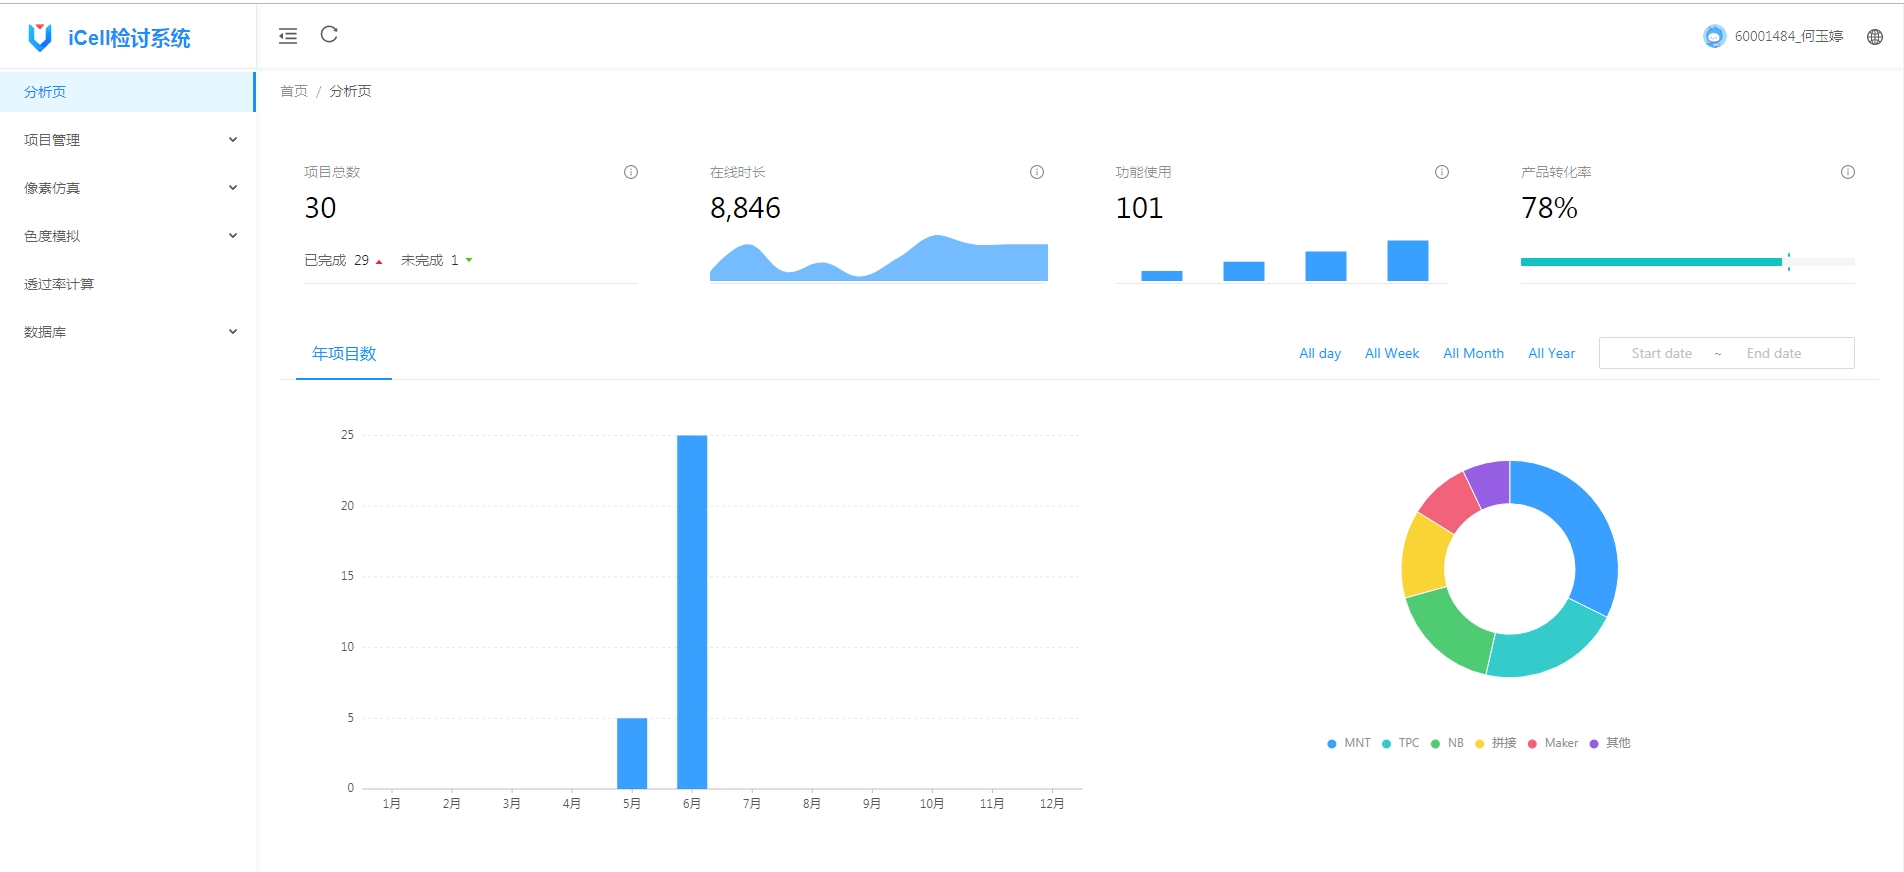 iCell检讨系统
60001484_何玉婷
分析页
项目管理
像素仿真
色度模拟
透过率计算
数据库
首页 / 分析页
项目总数
30
已完成 29 未完成 1
在线时长
8,846
功能使用
101
产品转化率
78%
年项目数
All day All Week All Month All Year Start date ~ End date
25
20
15
10
5
0
1月 2月 3月 4月 5月 6月 7月 8月 9月 10月 11月 12月
MNT TPC NB 拼接 Maker 其他